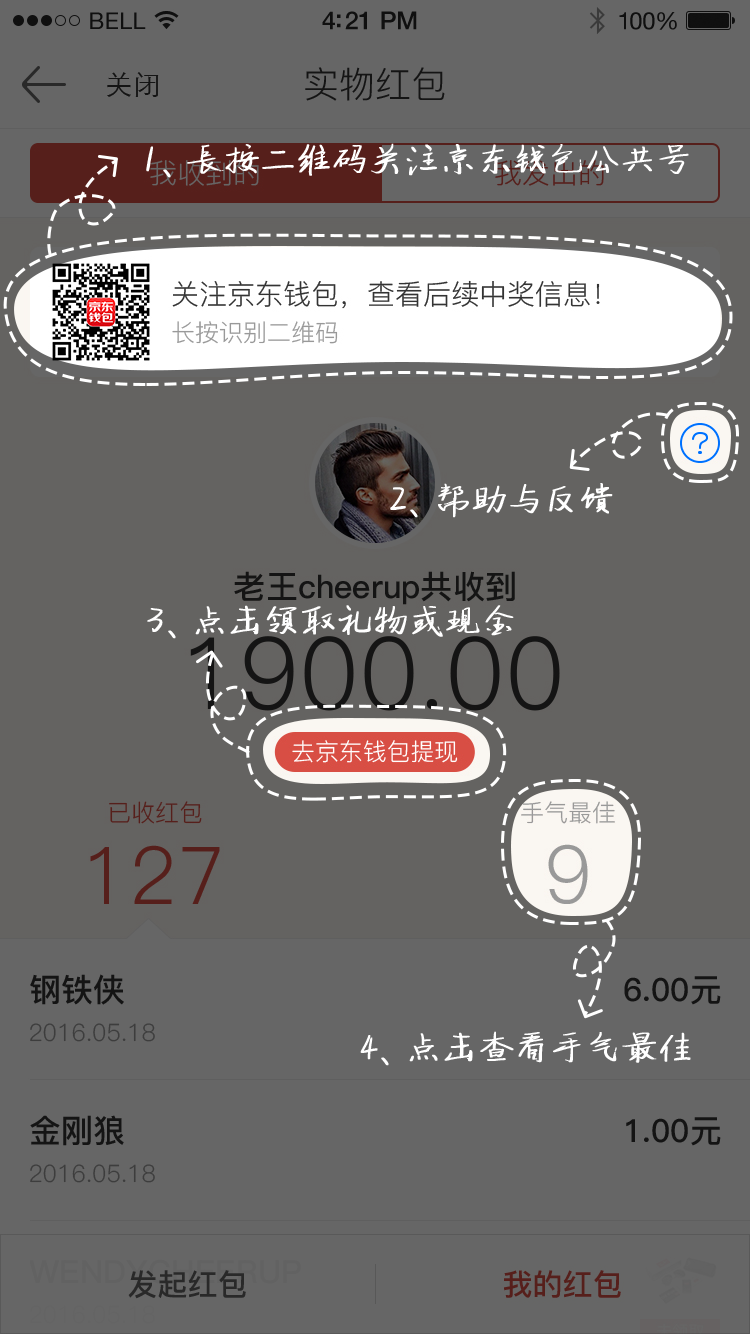 BELL
4:21 PM
100%
关闭
实物红包
1、長按二维码关注京东钱包公共号
我收到的
我发出的
京东
钱包
关注京东钱包，查看后续中奖信息！
长按识别二维码
?
2、帮助与反馈
老王cheerup共收到
3、点击领取礼物或现金
1900.00
去京东钱包提现
已收红包
手气最佳
127
9
钢铁侠
6.00元
2016.05.18
4、点击查看手气最佳
金刚狼
1.00元
2016.05.18
WENDYCHEERUP
发起红包
我的红包